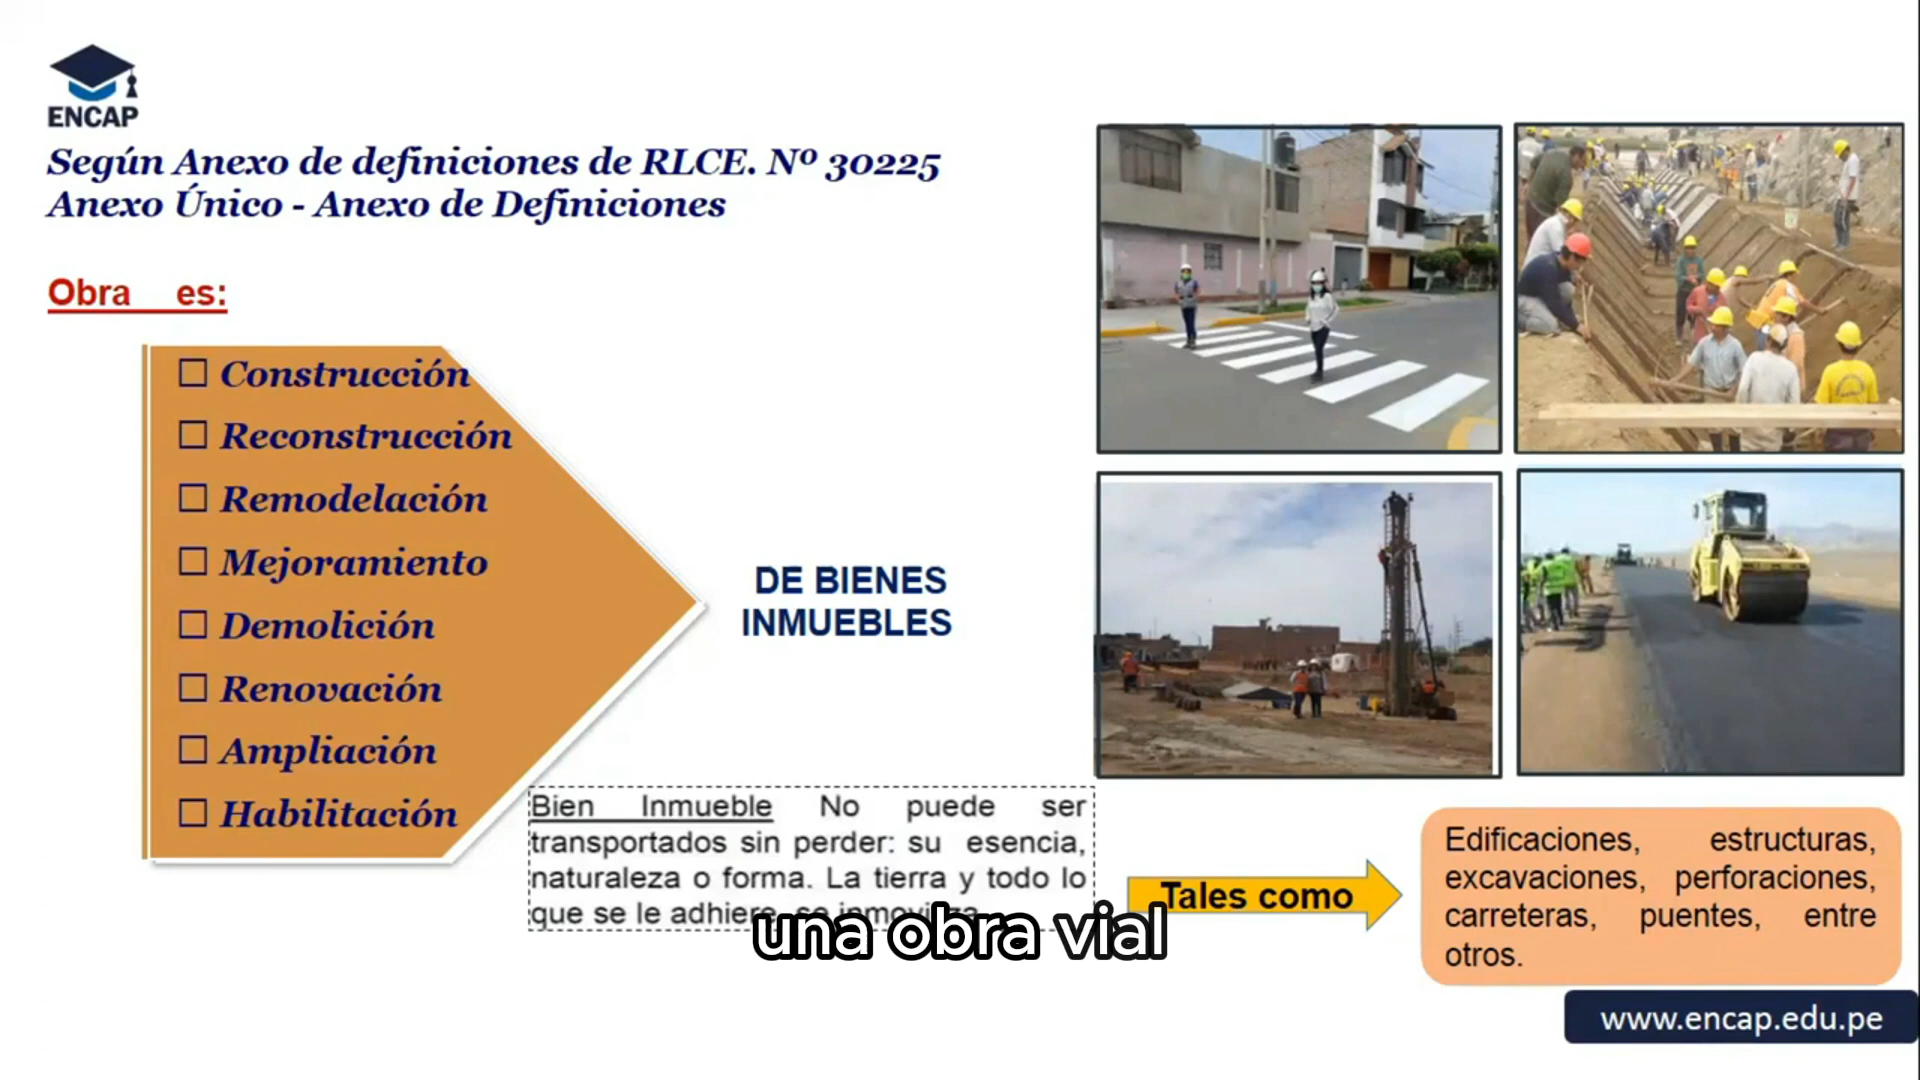 ENCAP
Según Anexo de definiciones de RLCE. Nº 30225
Anexo Único - Anexo de Definiciones
Obra es:
Construcción
Reconstrucción
Remodelación
Mejoramiento
Demolición
Renovación
Ampliación
Habilitación
DE BIENES
INMUEBLES
Bien Inmueble No puede ser
transportados sin perder: su esencia,
naturaleza o forma. La tierra y todo lo
que se le adhiere, se inmoviliza
Tales como
Edificaciones, estructuras,
excavaciones, perforaciones,
carreteras, puentes, entre
otros.
una obra vial
www.encap.edu.pe